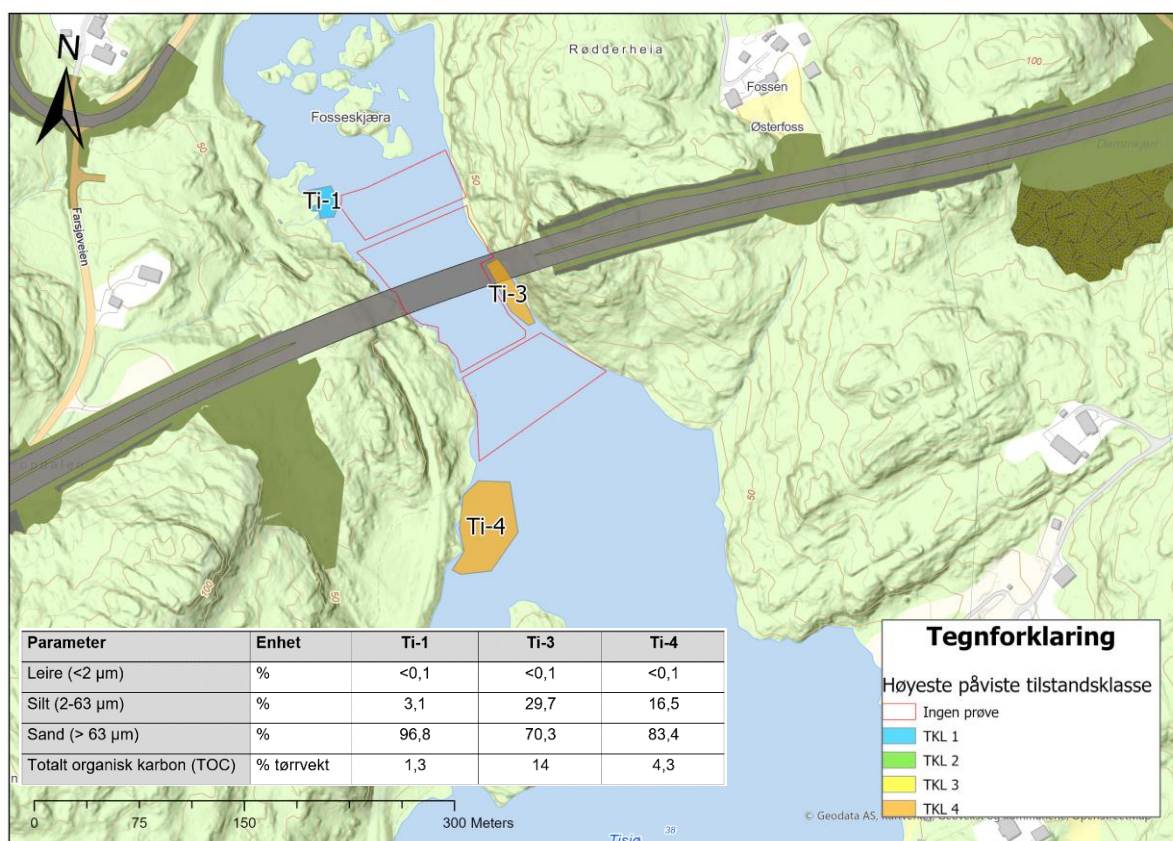 N
Rødderheia
100
Fossen
Fosseskjæra
Østerfoss
50
50
Ti-1
Farsjøveien
Ti-3
50
Ti-4
100
50
Parameter Enhet Ti-1 Ti-3 Ti-4
Leire (<2 µm) % <0,1 <0,1 <0,1
Silt (2-63 µm) % 3,1 29,7 16,5
Sand (> 63 µm) % 96,8 70,3 83,4
Totalt organisk karbon (TOC) % tørrvekt 1,3 14 4,3
Tegnforklaring
Høyeste påviste tilstandsklasse
Ingen prøve
TKL 1
TKL 2
TKL 3
TKL 4
0 75 150 300 Meters
© Geodata AS,
Tisjø 38